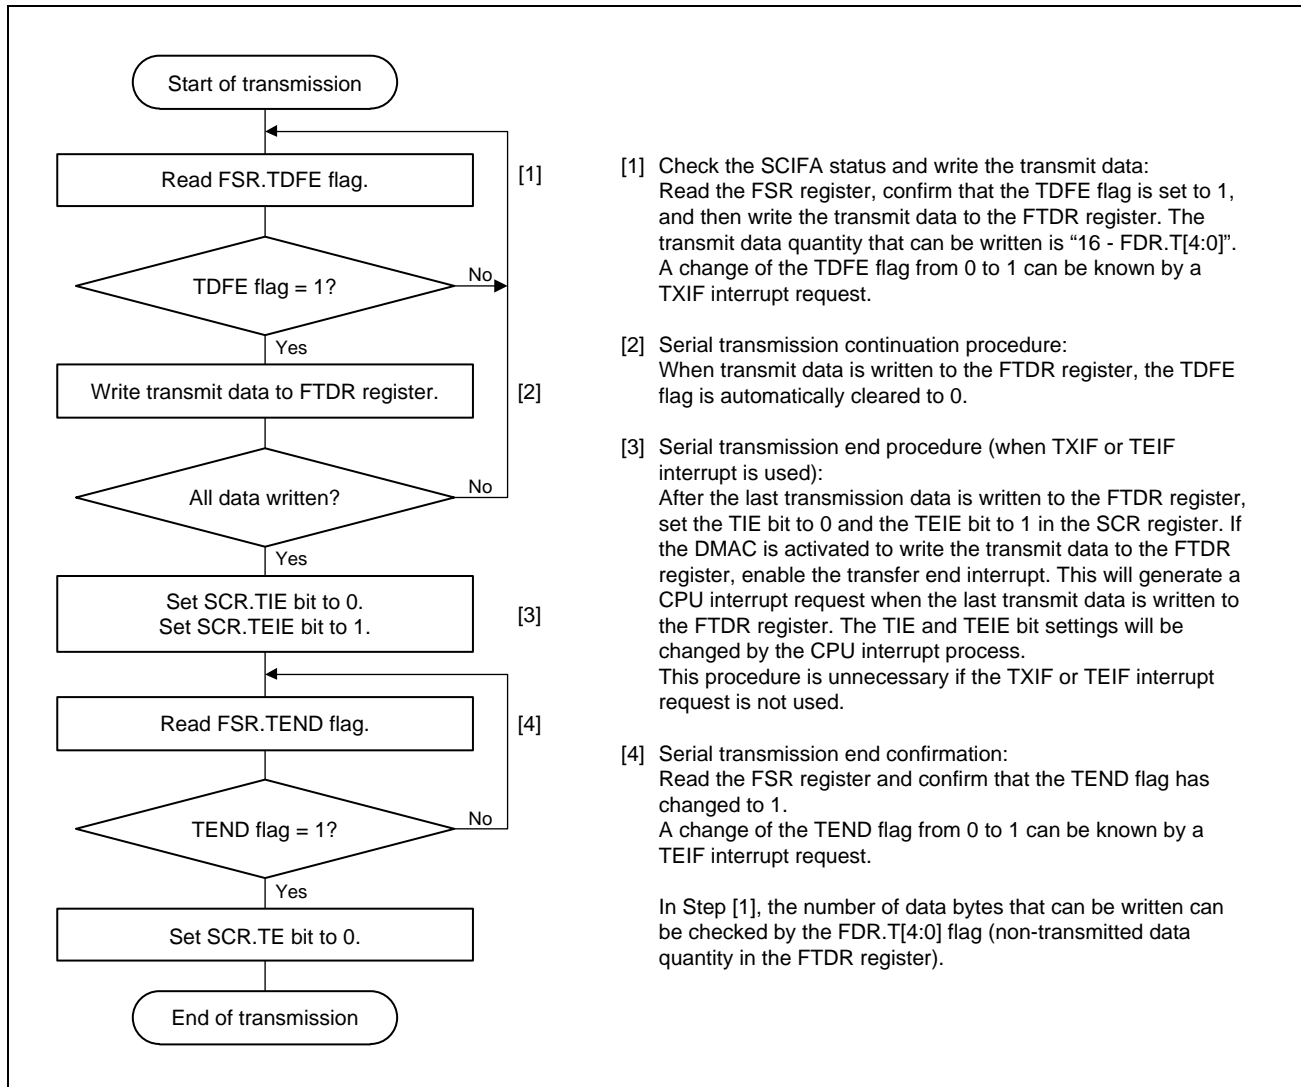 Start of transmission
Read FSR.TDFE flag.
[1]
TDFE flag = 1?
No
Yes
Write transmit data to FTDR register.
[2]
All data written?
No
Yes
Set SCR.TIE bit to 0.
Set SCR.TEIE bit to 1.
[3]
Read FSR.TEND flag.
[4]
TEND flag = 1?
No
Yes
Set SCR.TE bit to 0.
End of transmission
[1] Check the SCIFA status and write the transmit data:
Read the FSR register, confirm that the TDFE flag is set to 1,
and then write the transmit data to the FTDR register. The
transmit data quantity that can be written is “16 - FDR.T[4:0]”.
A change of the TDFE flag from 0 to 1 can be known by a
TXIF interrupt request.
[2] Serial transmission continuation procedure:
When transmit data is written to the FTDR register, the TDFE
flag is automatically cleared to 0.
[3] Serial transmission end procedure (when TXIF or TEIF
interrupt is used):
After the last transmission data is written to the FTDR register,
set the TIE bit to 0 and the TEIE bit to 1 in the SCR register. If
the DMAC is activated to write the transmit data to the FTDR
register, enable the transfer end interrupt. This will generate a
CPU interrupt request when the last transmit data is written to
the FTDR register. The TIE and TEIE bit settings will be
changed by the CPU interrupt process.
This procedure is unnecessary if the TXIF or TEIF interrupt
request is not used.
[4] Serial transmission end confirmation:
Read the FSR register and confirm that the TEND flag has
changed to 1.
A change of the TEND flag from 0 to 1 can be known by a
TEIF interrupt request.
In Step [1], the number of data bytes that can be written can
be checked by the FDR.T[4:0] flag (non-transmitted data
quantity in the FTDR register).